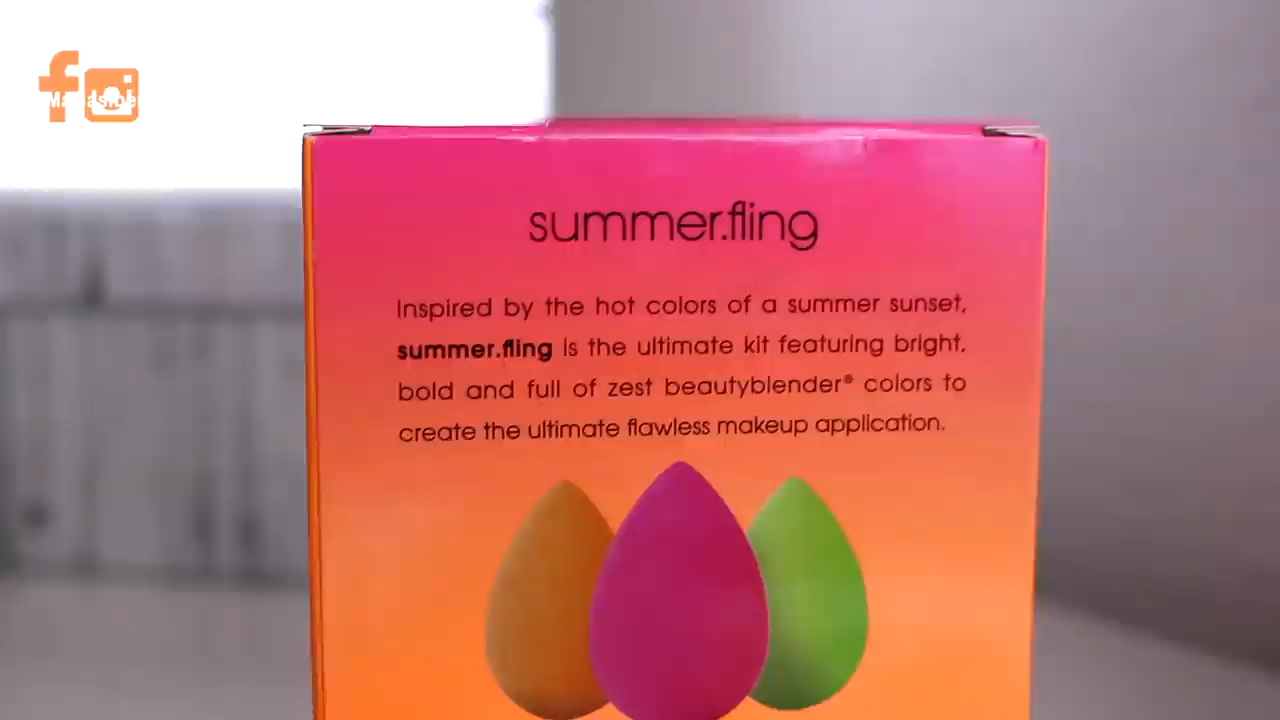 summer.fling
Inspired by the hot colors of a summer sunset,
summer.fling is the ultimate kit featuring bright,
bold and full of zest beautyblender® colors to
create the ultimate flawless makeup application.